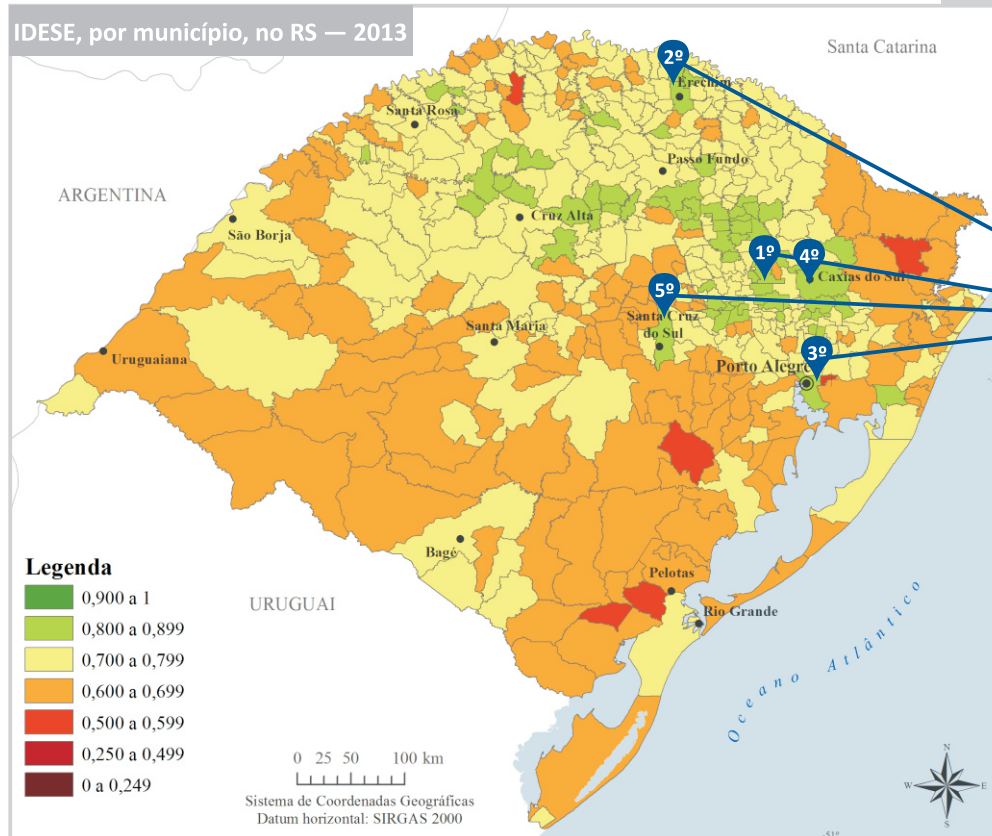 IDESE, por município, no RS — 2013
Santa Catarina
2º
Erechim
Santa Rosa
Passo Fundo
ARGENTINA
Cruz Alta
São Borja
1º
4º
Caxias do Sul
5º
Santa Cruz
do Sul
Santa Maria
Uruguaiana
3º
Porto Alegre
Bagé
Pelotas
Rio Grande
URUGUAI
Oceano Atlântico
Legenda
0,900 a 1
0,800 a 0,899
0,700 a 0,799
0,600 a 0,699
0,500 a 0,599
0,250 a 0,499
0 a 0,249
0 25 50 100 km
Sistema de Coordenadas Geográficas
Datum horizontal: SIRGAS 2000
N
W E
S
-51°